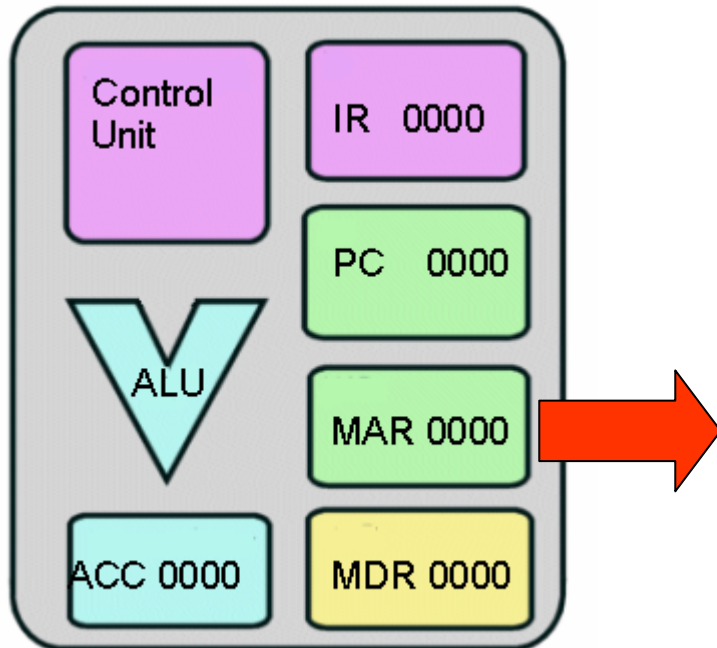 Control
Unit
IR 0000
PC 0000
ALU
MAR 0000
ACC 0000
MDR 0000